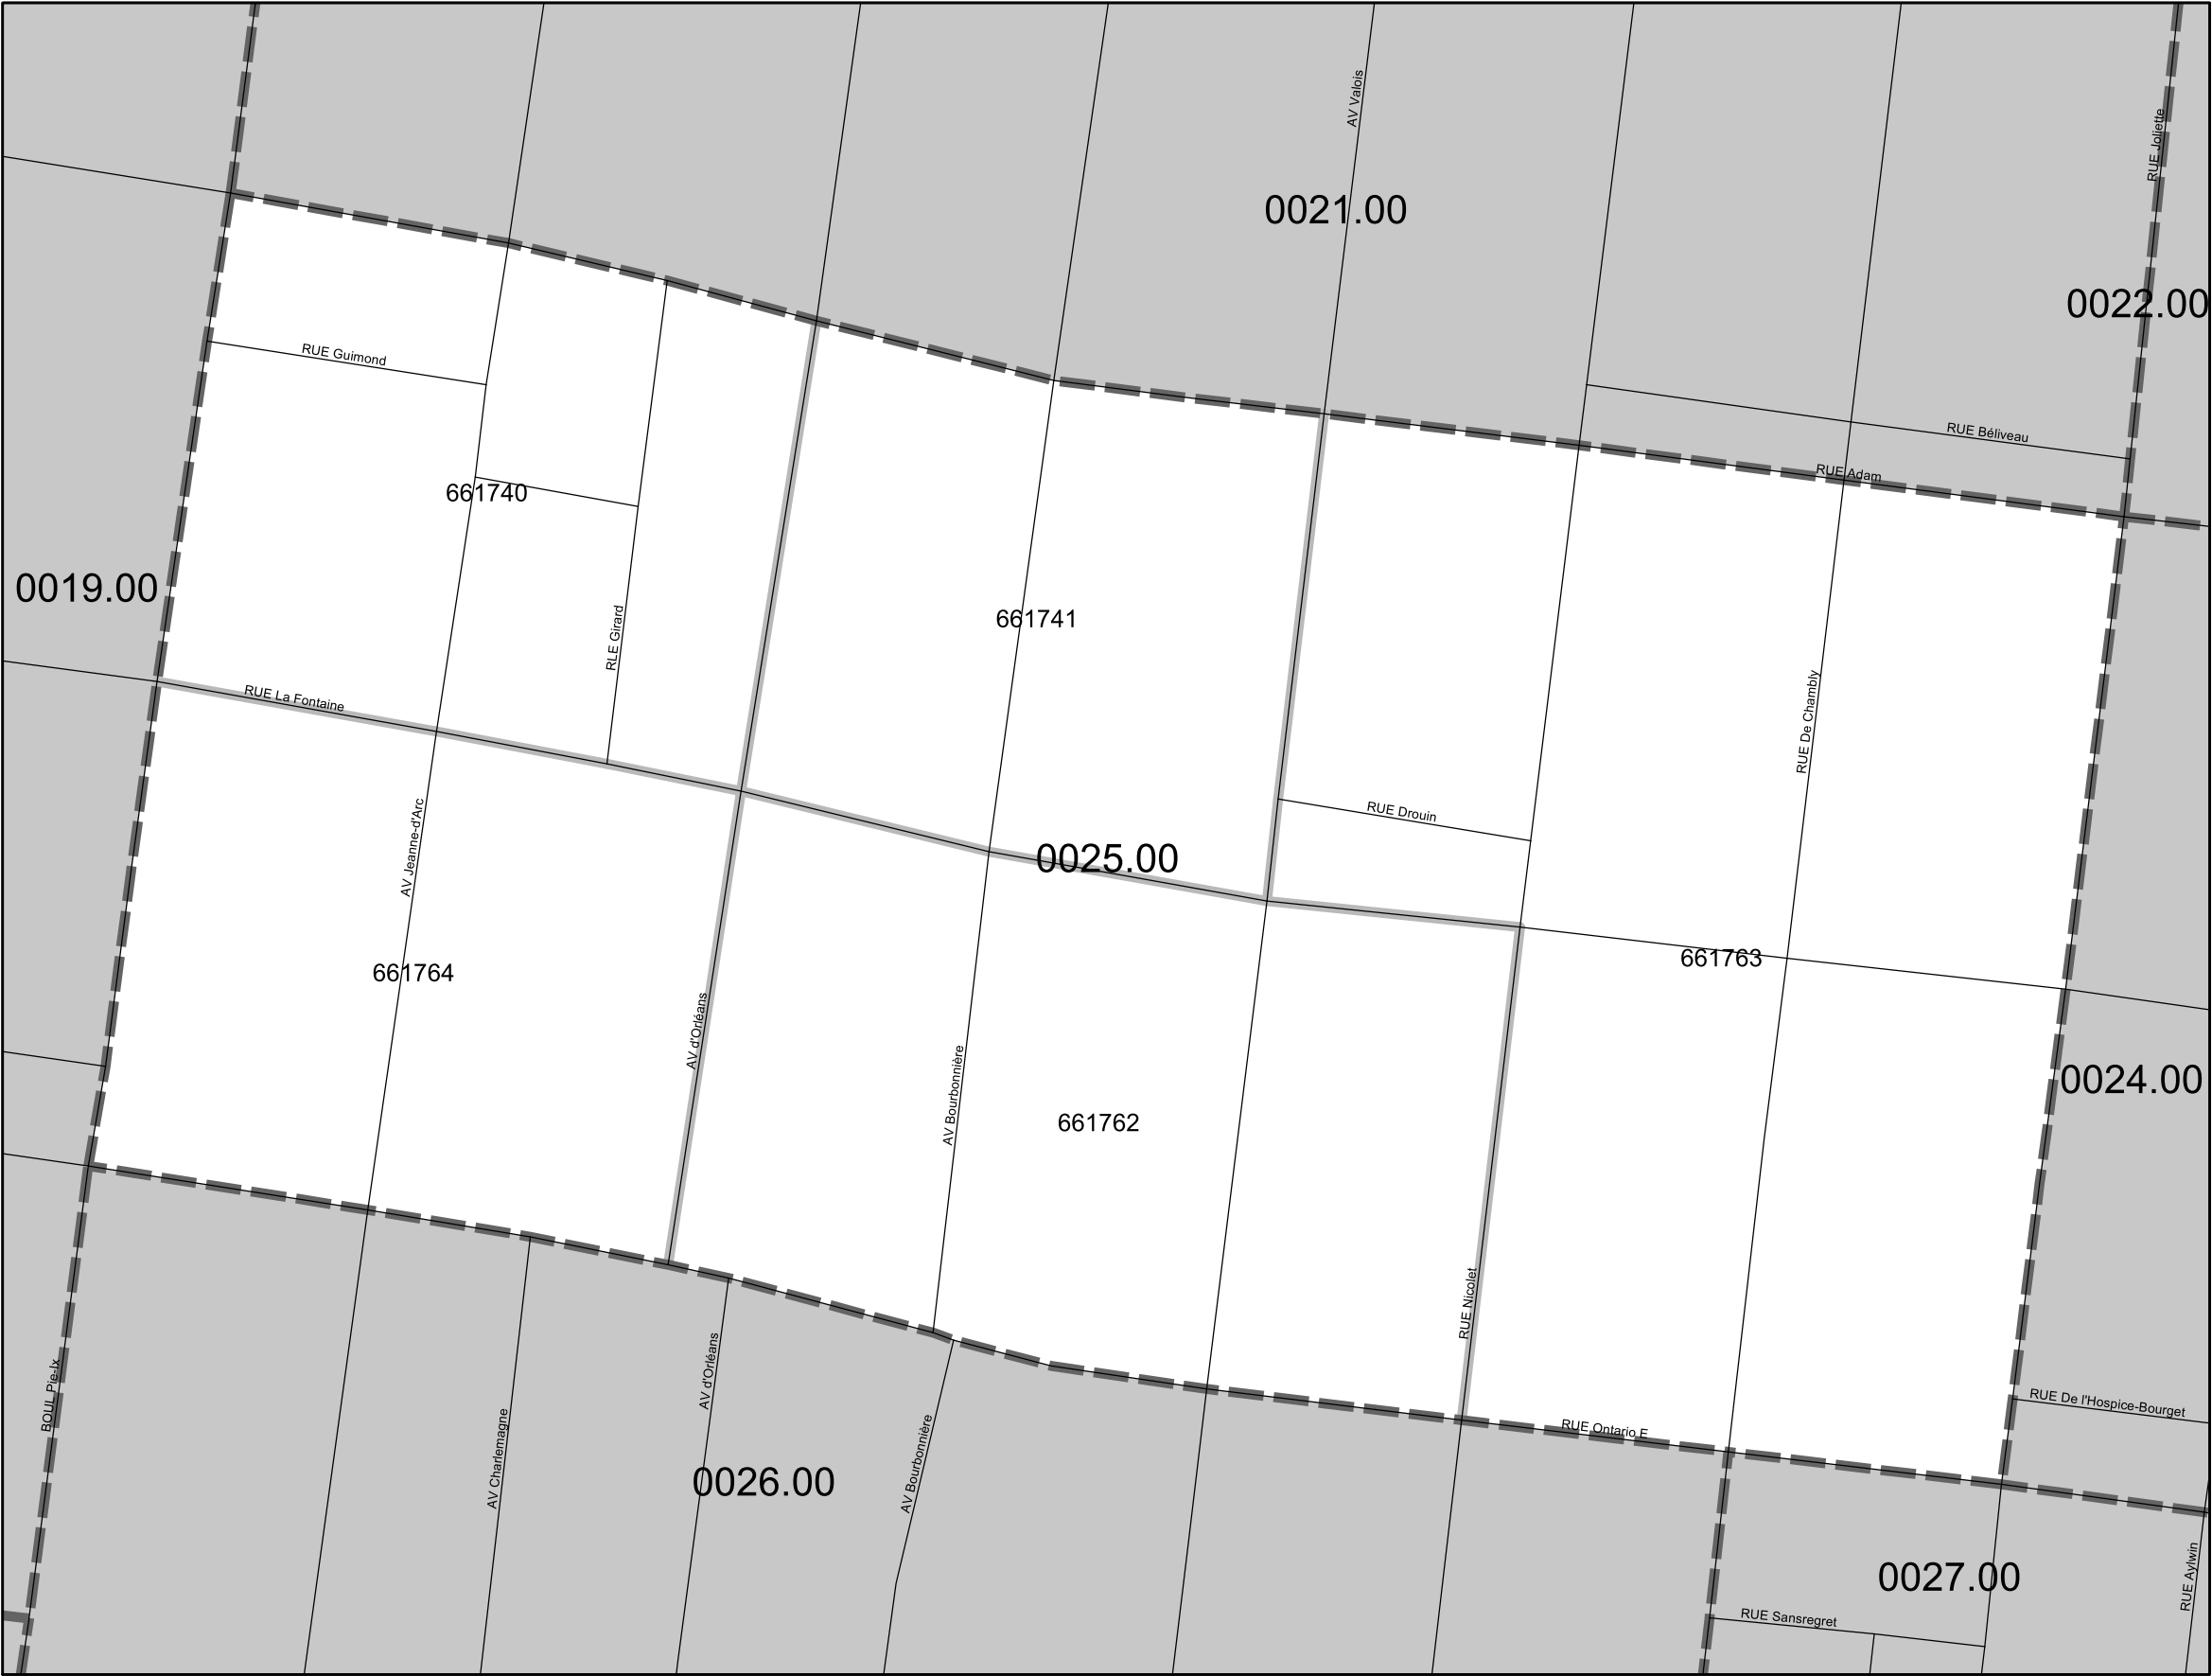 AV Valois
RUE Joliette
0021.00
0022.00
RUE Guimond
RUE Béliveau
RUE Adam
661740
0019.00
661741
RLE Girard
RUE La Fontaine
RUE De Chambly
RUE Drouin
AV Jeanne-d'Arc
0025.00
661763
661764
AV d'Orléans
0024.00
AV Bourbonnière
661762
RUE Nicolet
BOUL Pie-Ix
AV d'Orléans
RUE De l'Hospice-Bourget
RUE Ontario E
AV Charlemagne
AV Bourbonnière
0026.00
0027.00
RUE Aylwin
RUE Sansregret